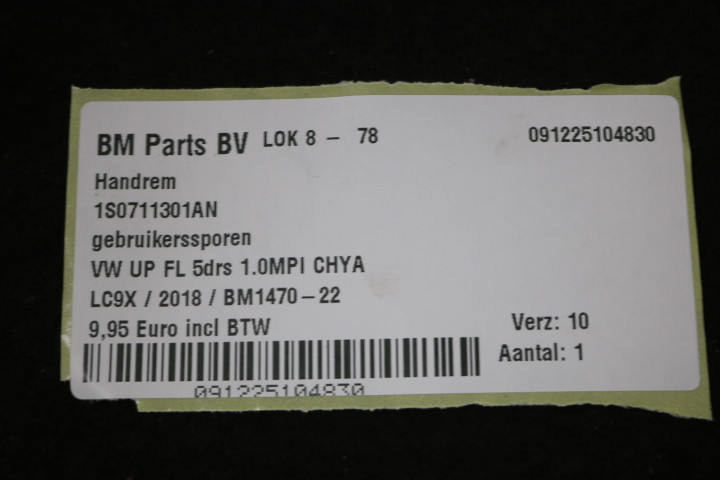 BM Parts BV LOK 8 - 78 091225104830
Handrem
1S0711301AN
gebruikerssporen
VW UP FL 5drs 1.0MPI CHYA
LC9X / 2018 / BM1470-22
9,95 Euro incl BTW Verz: 10
Aantal: 1
091225104830